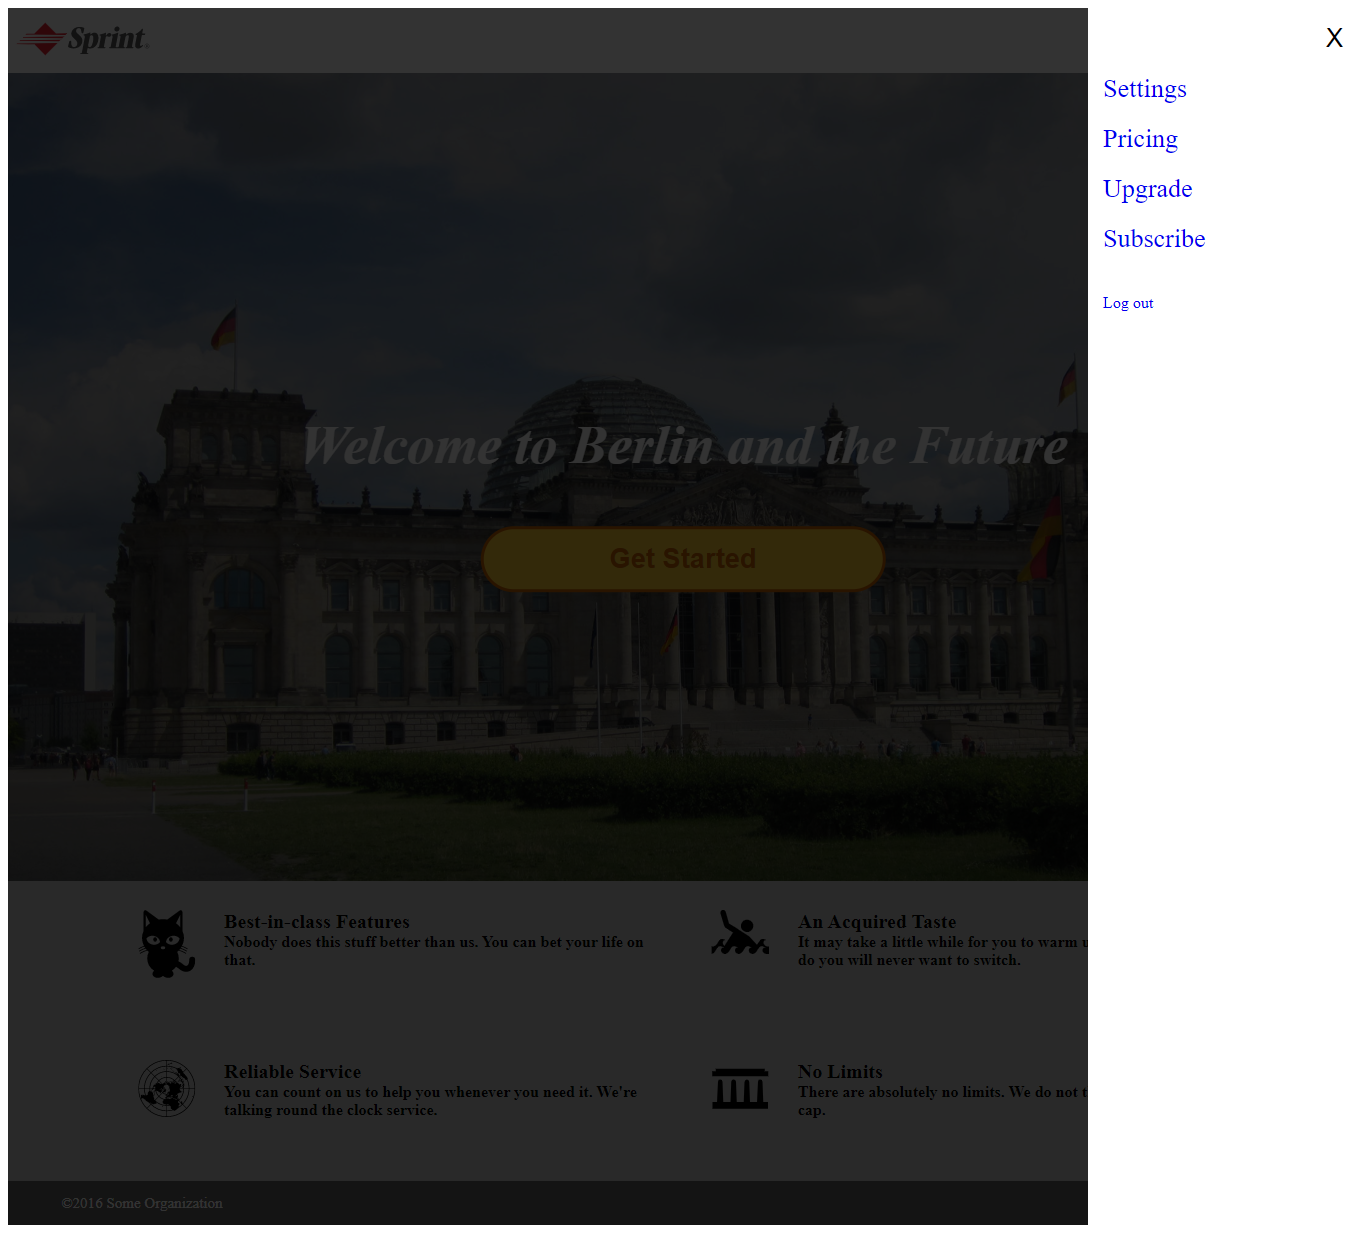 Sprint
X
Settings
Pricing
Upgrade
Subscribe
Log out
Welcome to Berlin and the Future
Get Started
Best-in-class Features
Nobody does this stuff better than us. You can bet your life on
that.
An Acquired Taste
It may take a little while for you to warm
do you will never want to switch.
Reliable Service
You can count on us to help you whenever you need it. We're
talking round the clock service.
No Limits
There are absolutely no limits. We do not
cap.
©2016 Some Organization